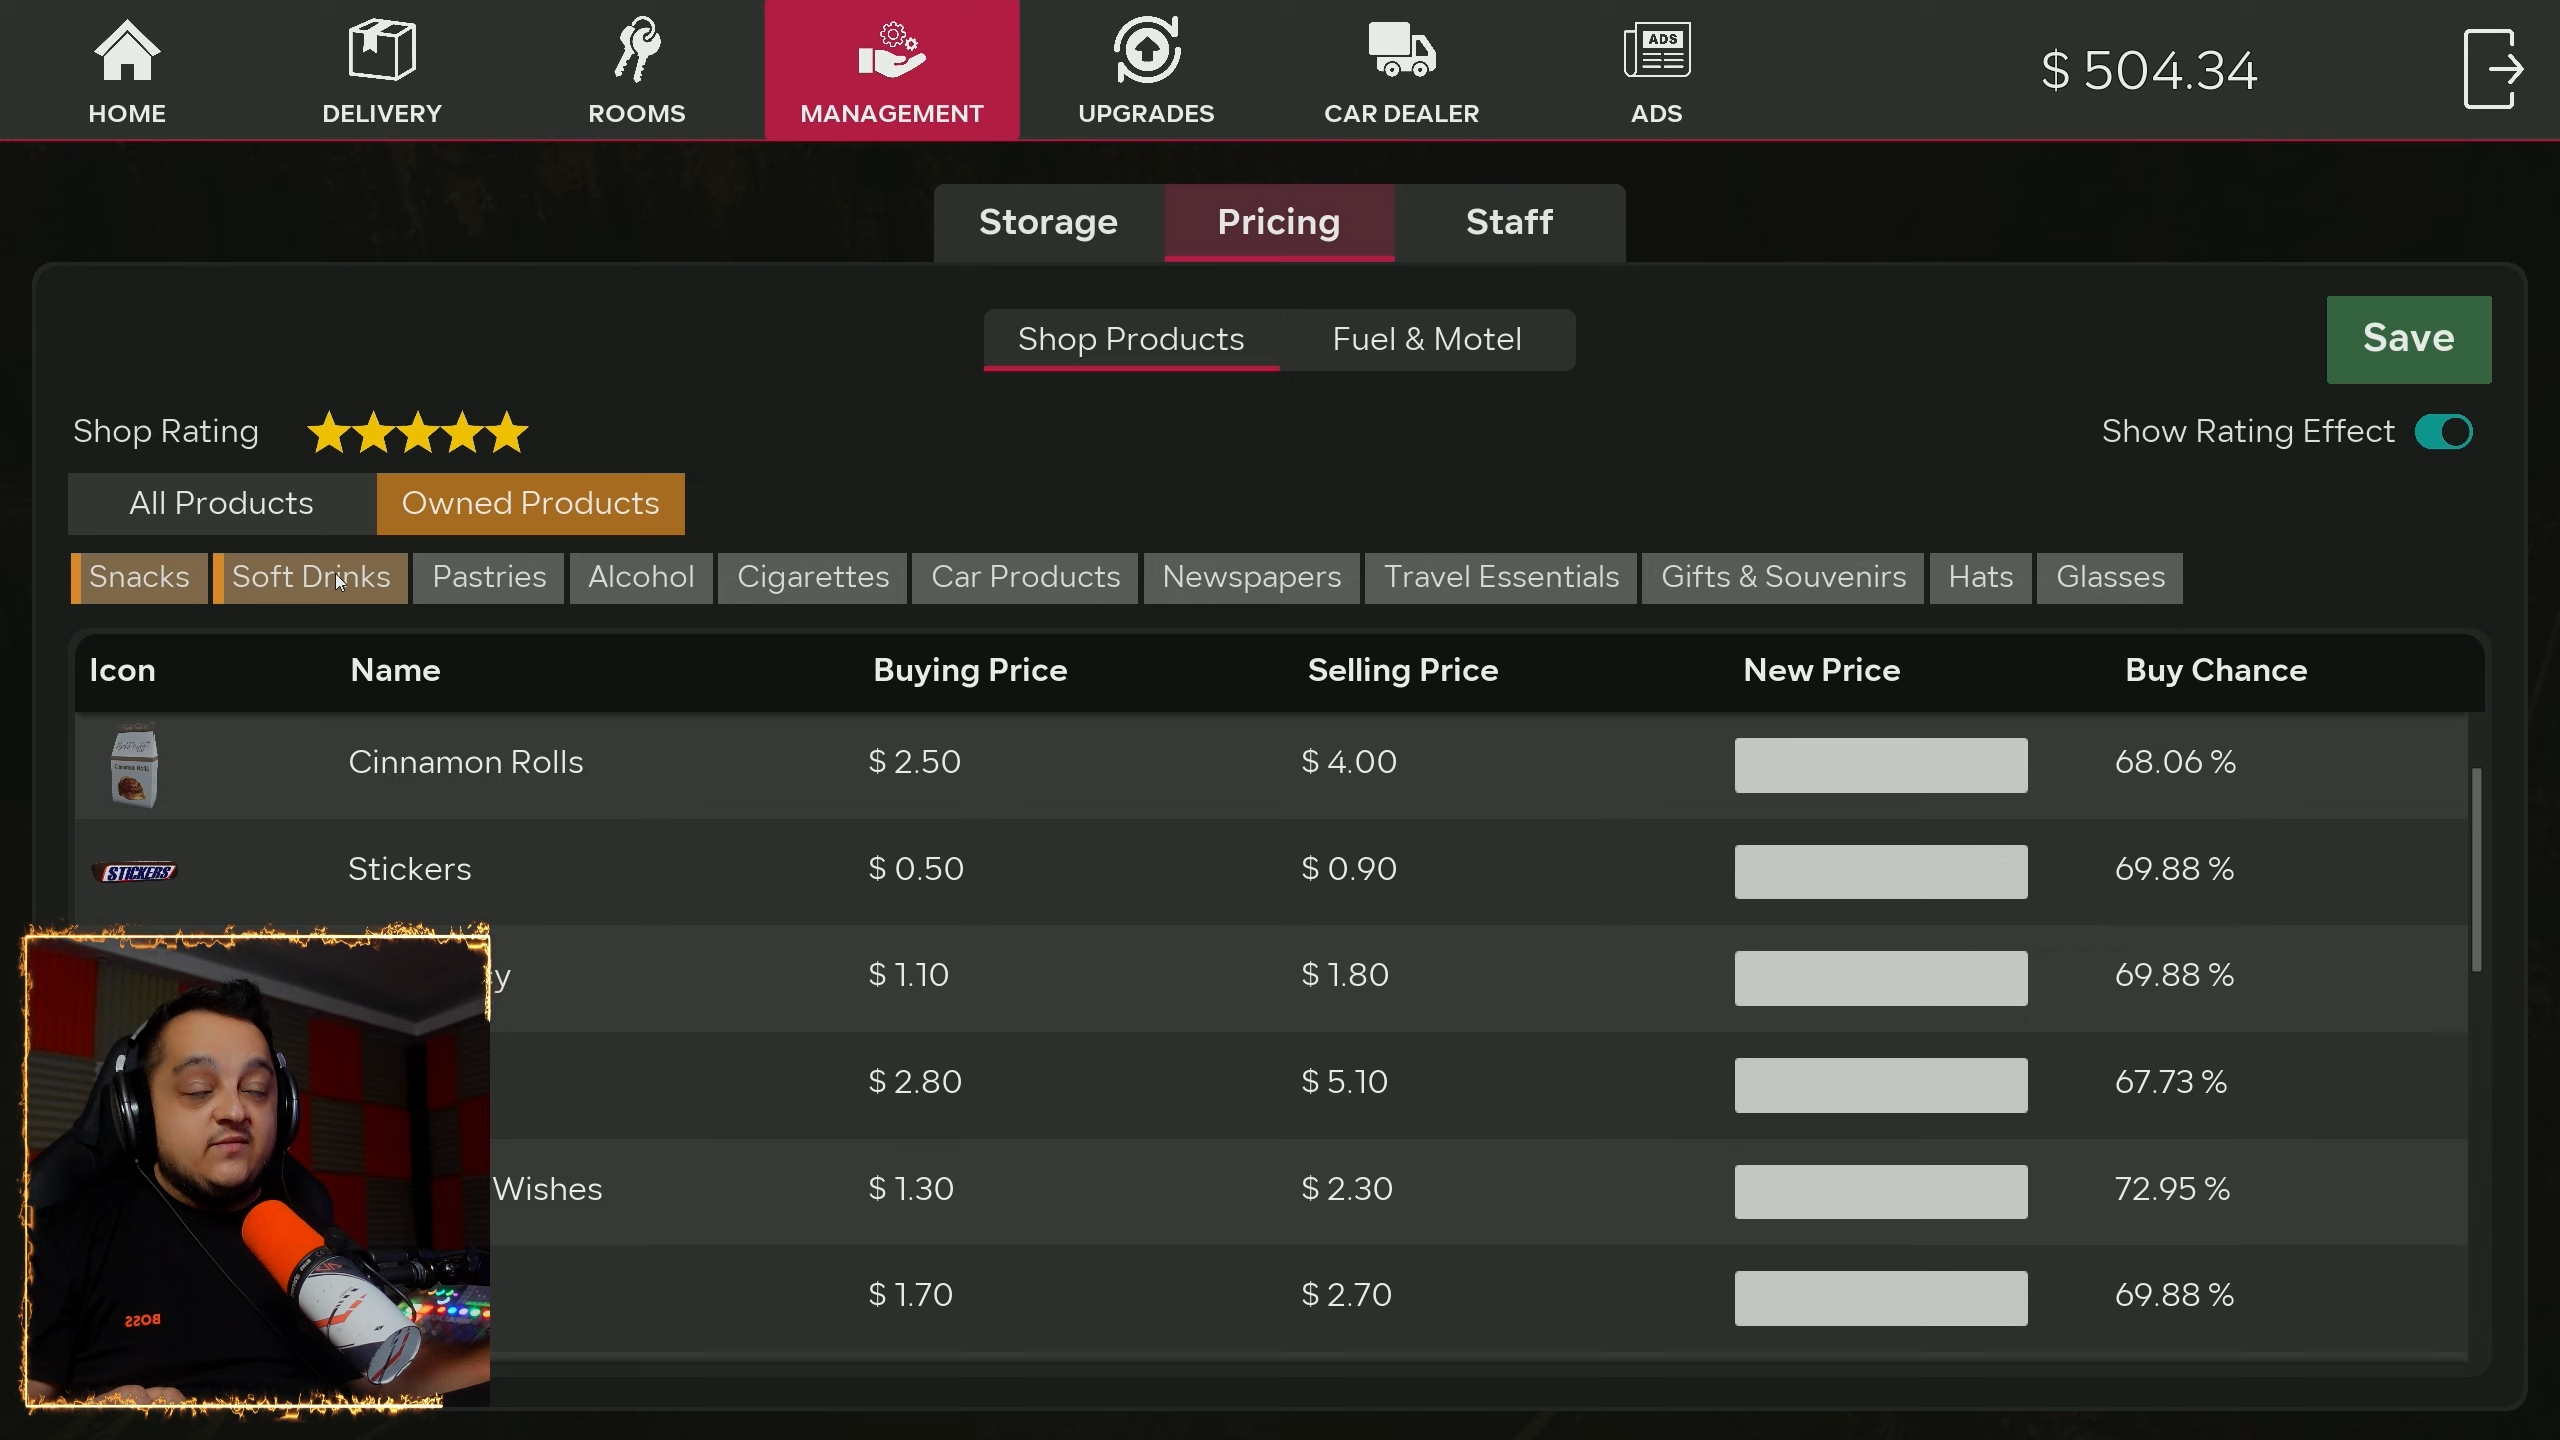 HOME
DELIVERY
ROOMS
MANAGEMENT
UPGRADES
CAR DEALER
ADS
ADS
$ 504.34
Storage
Pricing
Staff
Shop Products
Fuel & Motel
Save
Shop Rating
Show Rating Effect
All Products
Owned Products
Snacks
Soft Drinks
Pastries
Alcohol
Cigarettes
Car Products
Newspapers
Travel Essentials
Gifts & Souvenirs
Hats
Glasses
Icon Name Buying Price Selling Price New Price Buy Chance
Cinnamon Rolls $ 2.50 $ 4.00 68.06 %
STICKERS
Stickers $ 0.50 $ 0.90 69.88 %
y $ 1.10 $ 1.80 69.88 %
$ 2.80 $ 5.10 67.73 %
Wishes $ 1.30 $ 2.30 72.95 %
$ 1.70 $ 2.70 69.88 %
BOSS